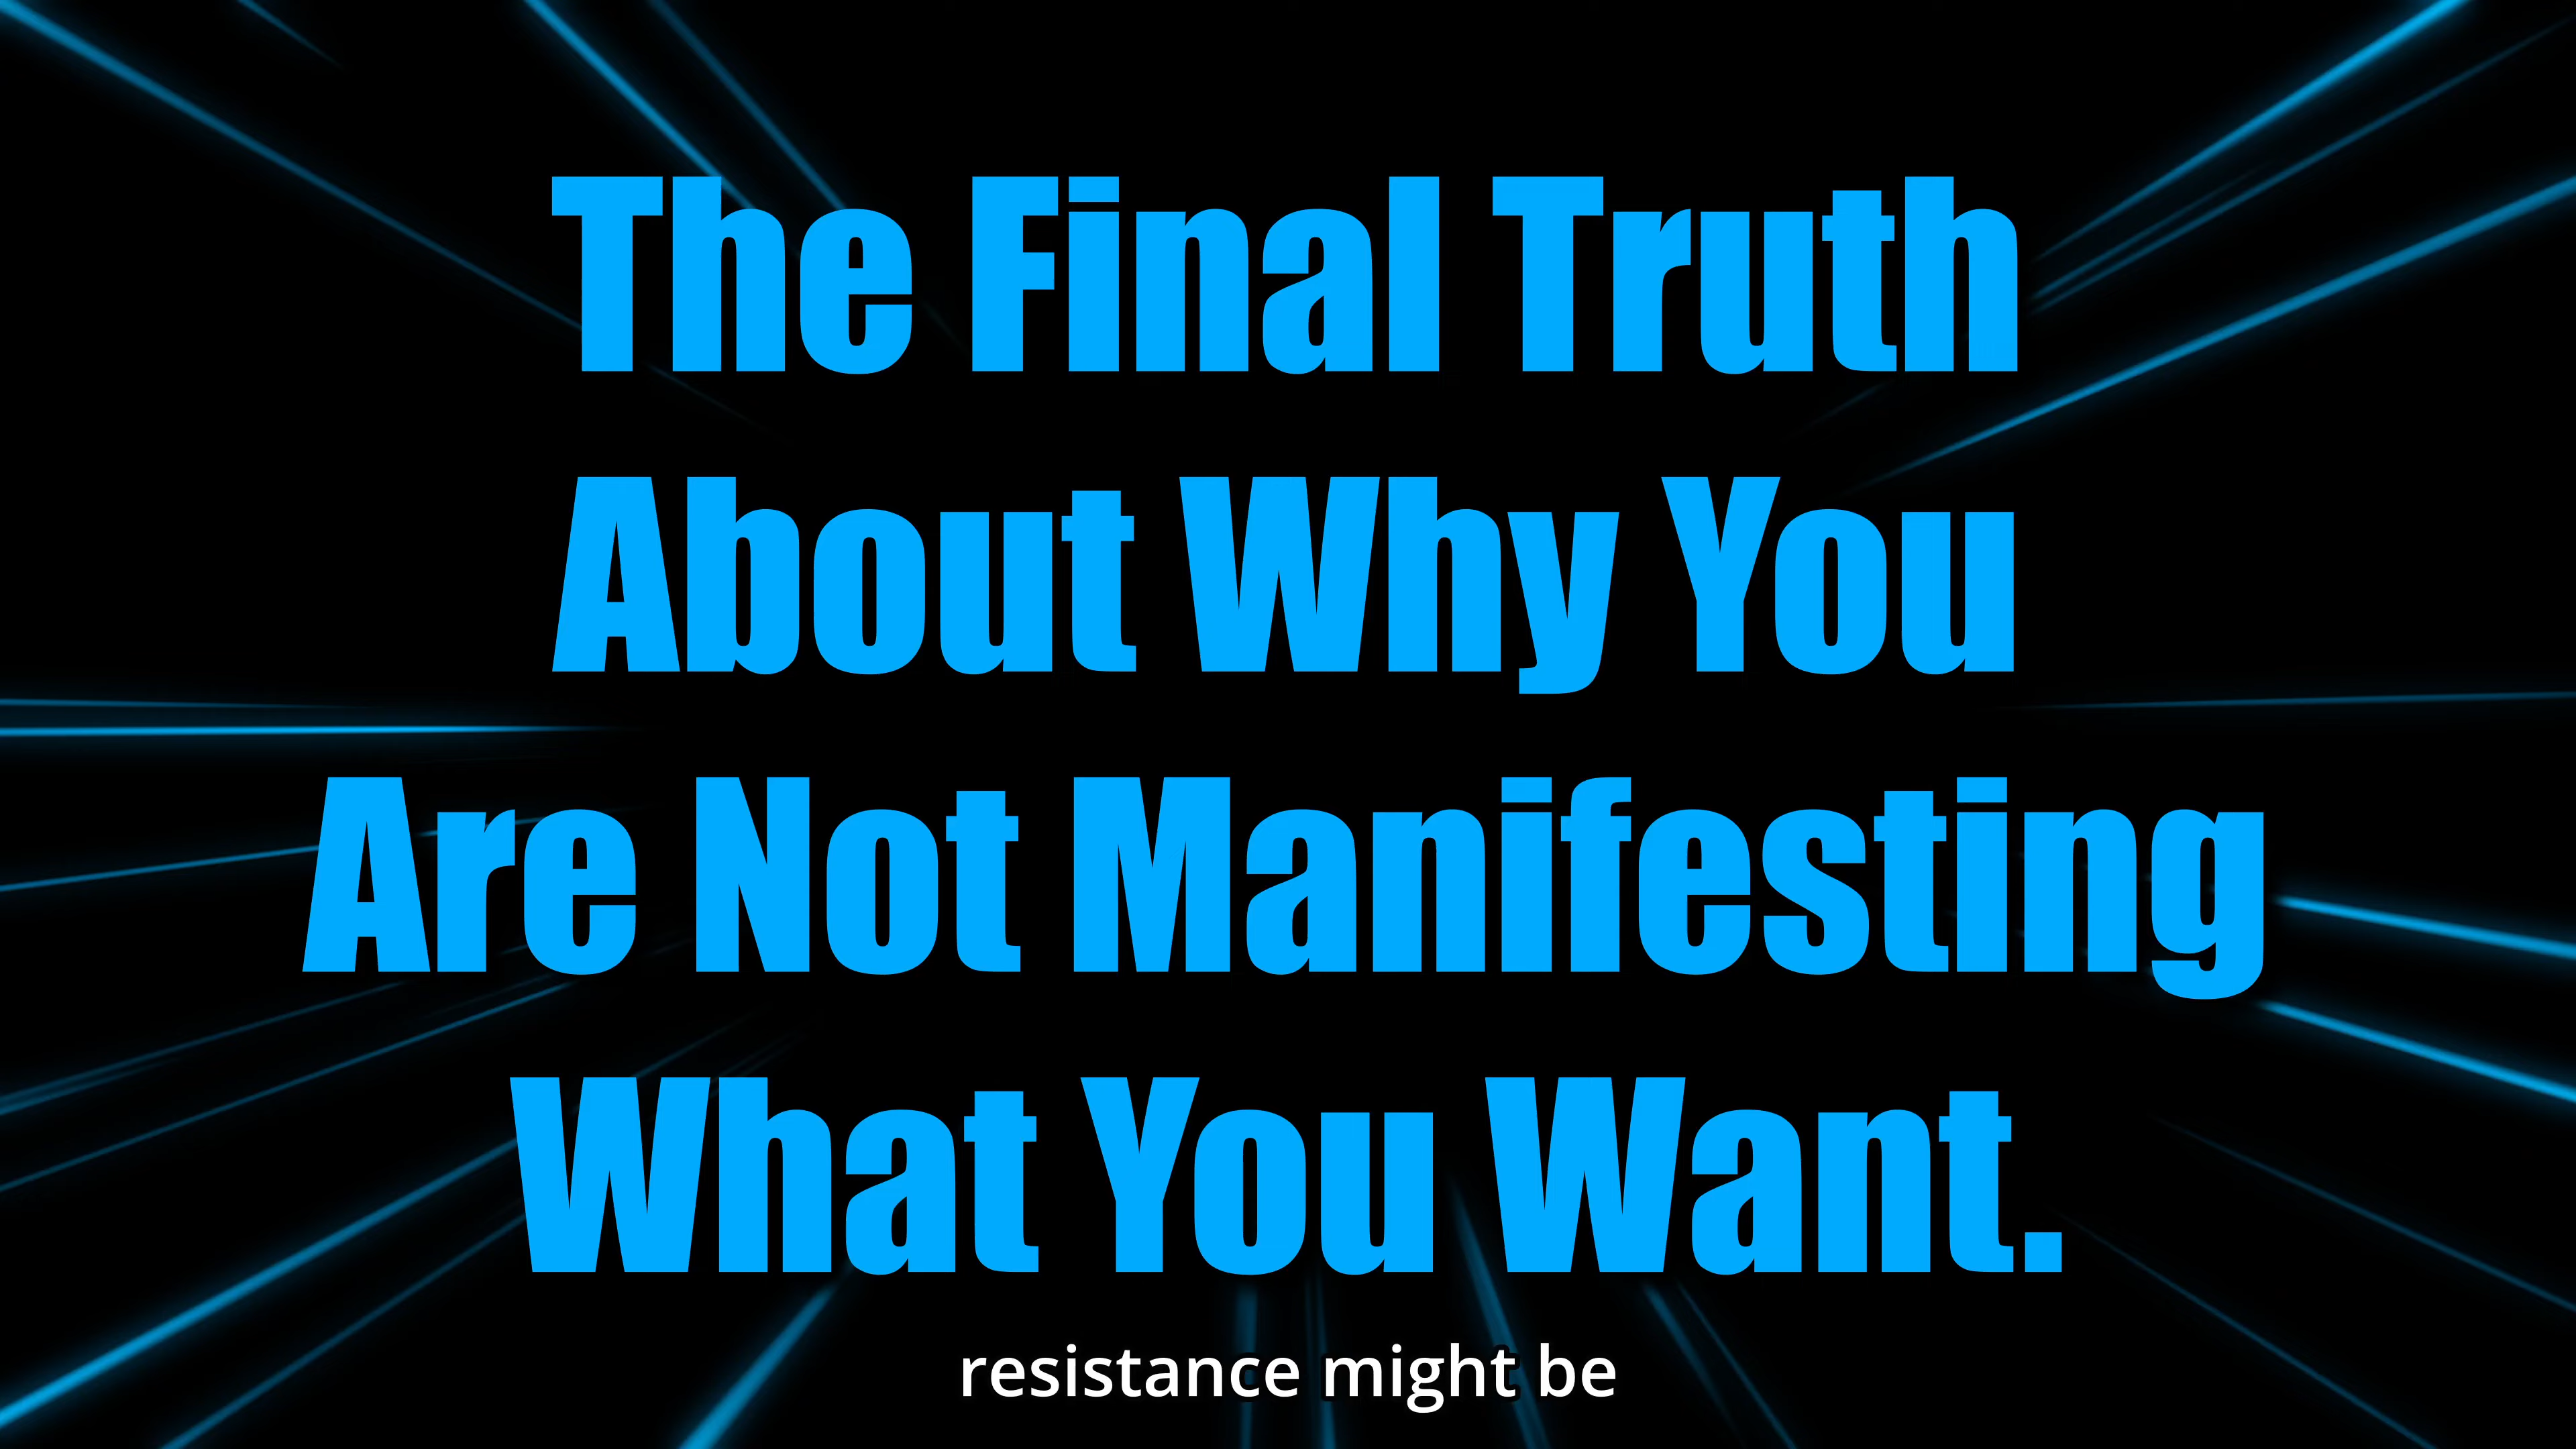 The Final Truth
About Why You
Are Not Manifesting
What You Want.
resistance might be